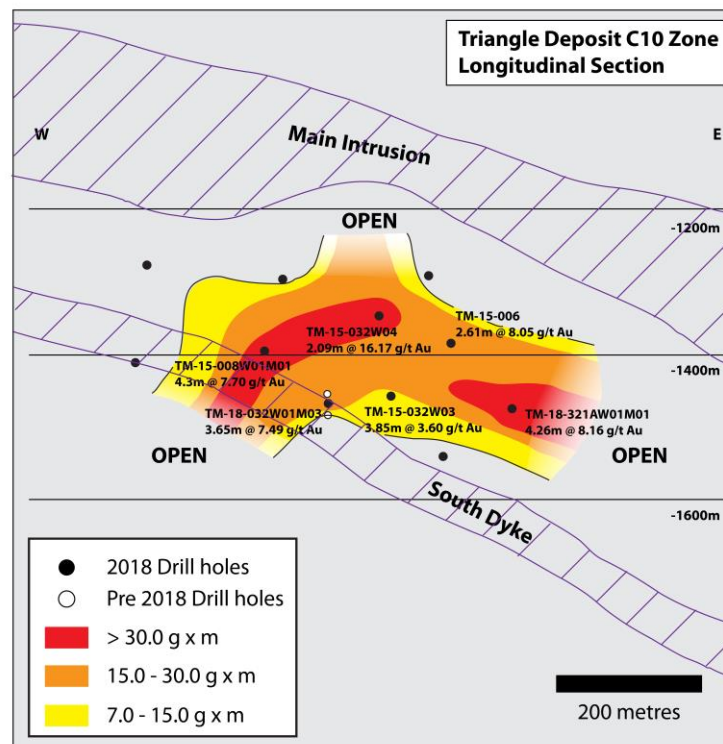 Triangle Deposit C10 Zone
Longitudinal Section
W
E
Main Intrusion
-1200m
OPEN
TM-15-006
2.61m @ 8.05 g/t Au
TM-15-032W04
2.09m @ 16.17 g/t Au
-1400m
TM-15-008W01M01
4.3m @ 7.70 g/t Au
TM-18-032W01M03
3.65m @ 7.49 g/t Au
TM-15-032W03
3.85m @ 3.60 g/t Au
TM-18-321AW01M01
4.26m @ 8.16 g/t Au
OPEN
OPEN
South Dyke
-1600m
2018 Drill holes
Pre 2018 Drill holes
> 30.0 g x m
15.0 - 30.0 g x m
7.0 - 15.0 g x m
200 metres